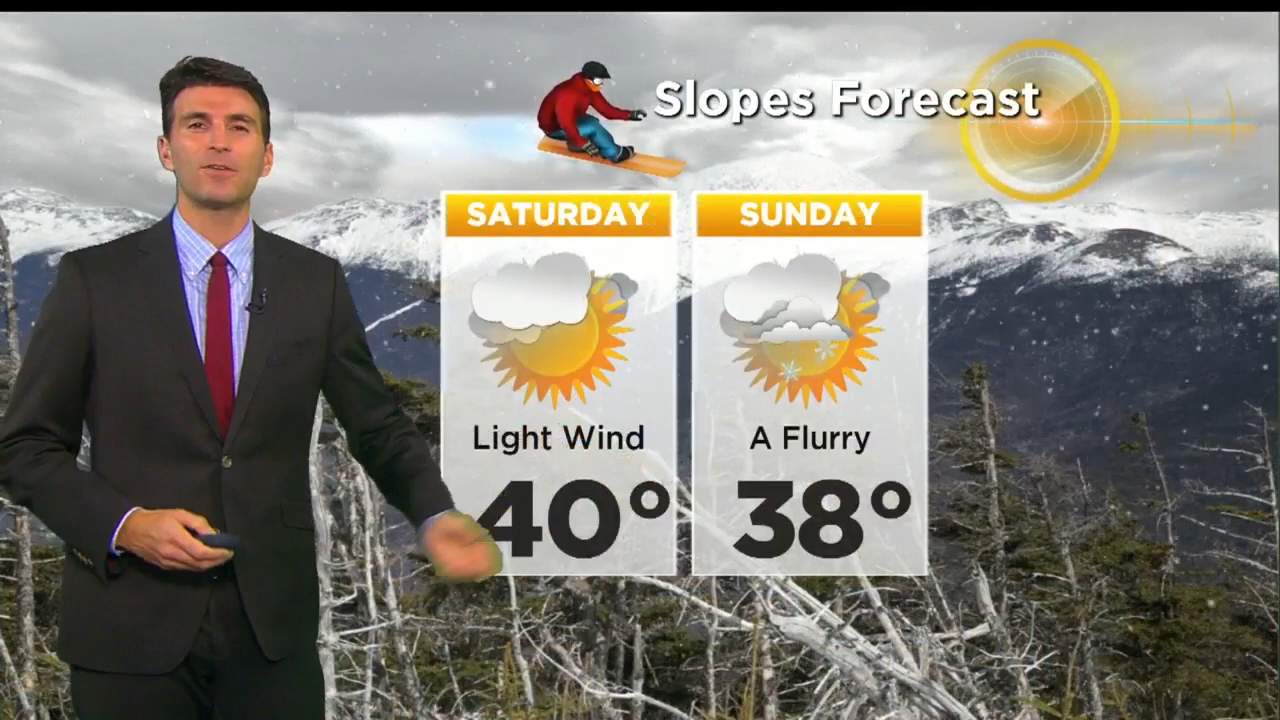 Slopes Forecast
SATURDAY
Light Wind
40°
SUNDAY
A Flurry
38°